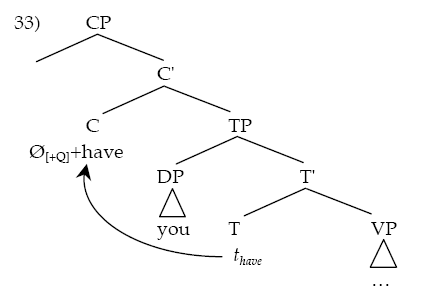 33) CP
C'
C TP
Ø[+Q]+have
DP T'
you T VP
thave
...